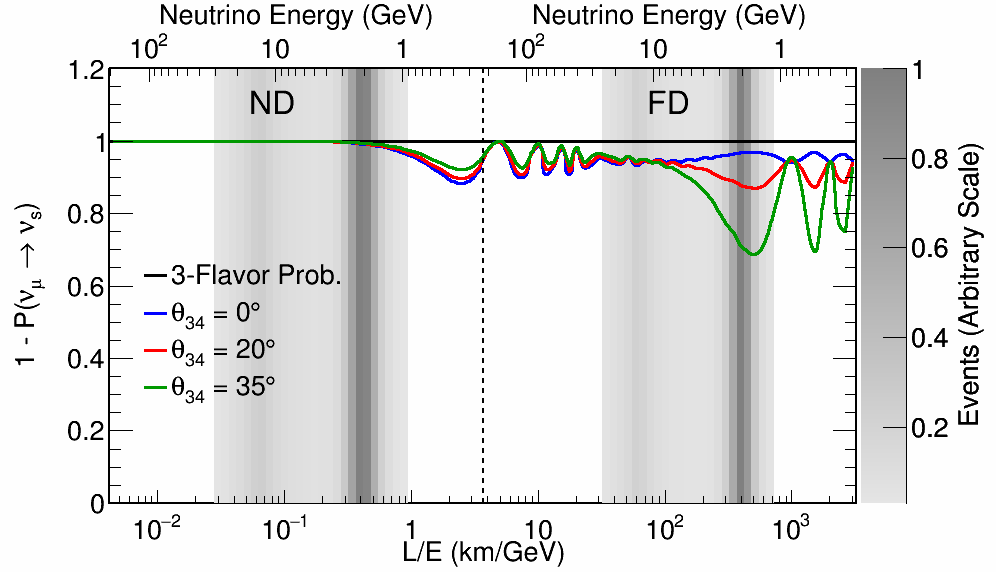 Neutrino Energy (GeV) Neutrino Energy (GeV)
10² 10 1 10² 10 1
1.2
1
0.8
0.6
0.4
0.2
0
1 - P(νμ → νs)
ND
FD
3-Flavor Prob.
θ34 = 0°
θ34 = 20°
θ34 = 35°
10⁻² 10⁻¹ 1 10 10² 10³
L/E (km/GeV)
1
0.8
0.6
0.4
0.2
Events (Arbitrary Scale)